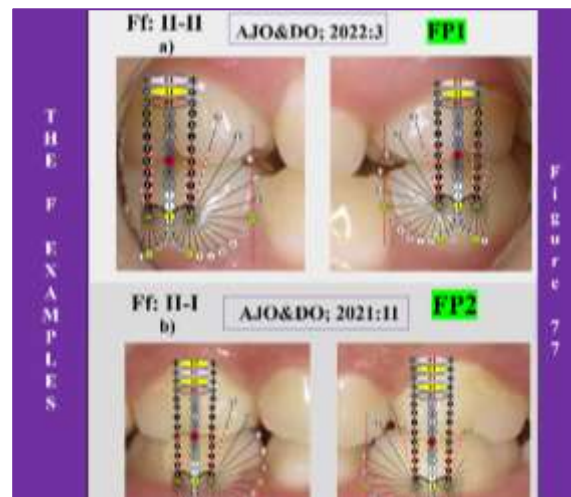 THE F EXAMPLES
Ff: II-II
a)
AJO&DO; 2022:3
FP1
Ff: II-I
b)
AJO&DO; 2021:11
FP2
Figure 77